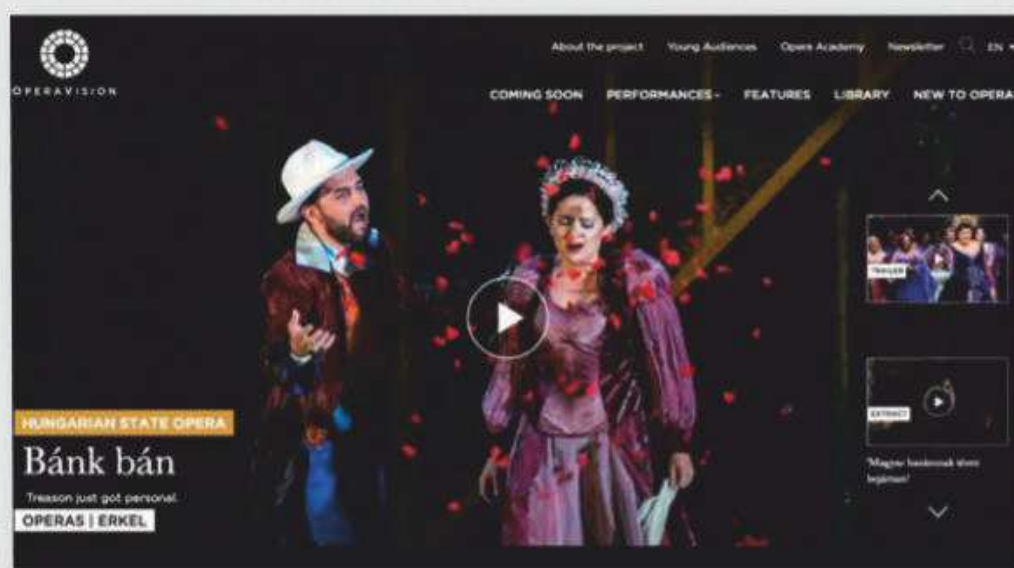 About the project Young Audiences Opera Academy Newsletter EN
OPERAVISION
COMING SOON PERFORMANCES FEATURES LIBRARY NEW TO OPERA
TRAILER
EXTRACT
HUNGARIAN STATE OPERA
Bánk bán
Treason just got personal.
OPERAS | ERKEL